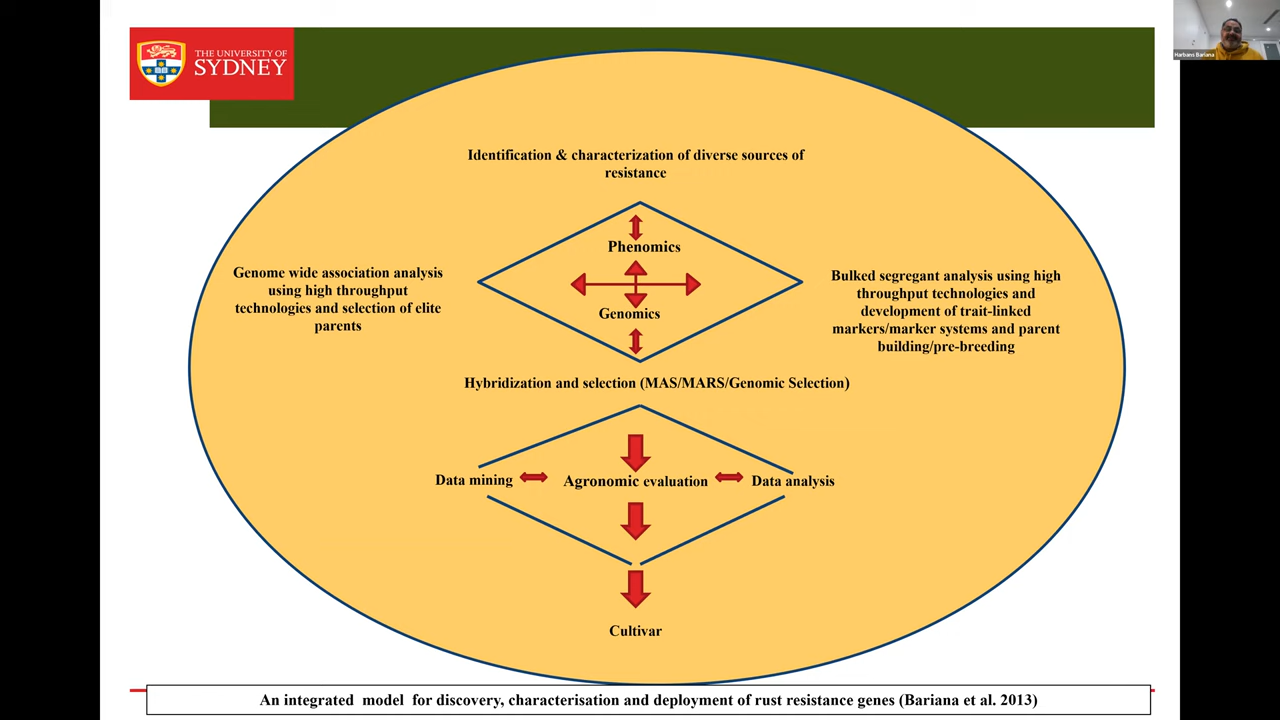 THE UNIVERSITY OF
SYDNEY
Harbans Bariana
Identification & characterization of diverse sources of
resistance
Phenomics
Genome wide association analysis
using high throughput
technologies and selection of elite
parents
Bulked segregant analysis using high
throughput technologies and
development of trait-linked
markers/marker systems and parent
building/pre-breeding
Genomics
Hybridization and selection (MAS/MARS/Genomic Selection)
Data mining
Agronomic evaluation
Data analysis
Cultivar
An integrated model for discovery, characterisation and deployment of rust resistance genes (Bariana et al. 2013)